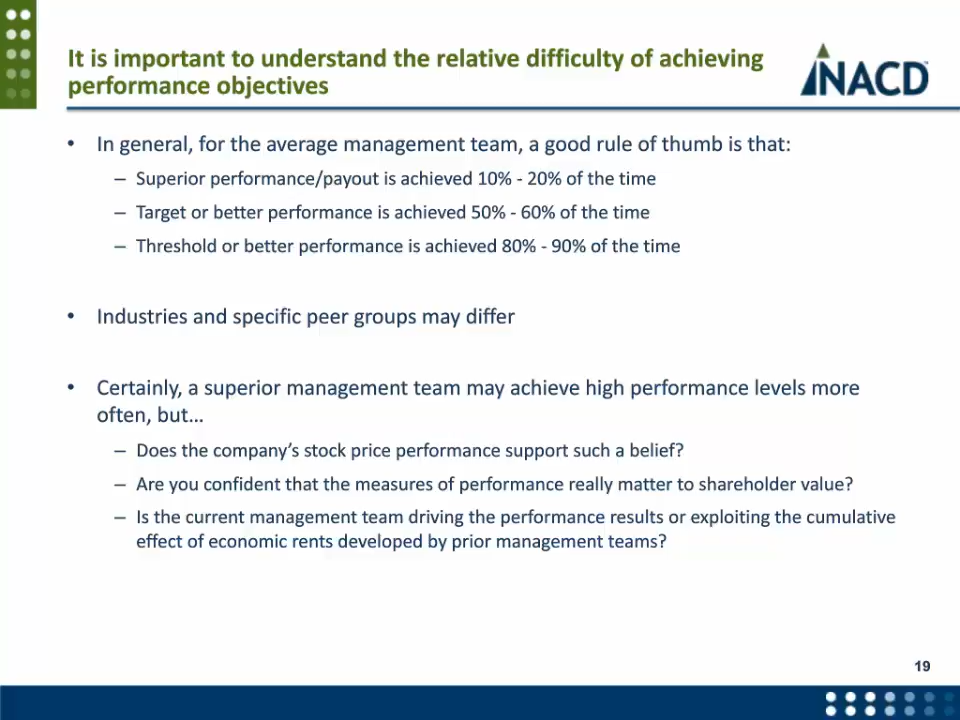 It is important to understand the relative difficulty of achieving
performance objectives
NACD™
• In general, for the average management team, a good rule of thumb is that:
– Superior performance/payout is achieved 10% - 20% of the time
– Target or better performance is achieved 50% - 60% of the time
– Threshold or better performance is achieved 80% - 90% of the time
• Industries and specific peer groups may differ
• Certainly, a superior management team may achieve high performance levels more
often, but…
– Does the company’s stock price performance support such a belief?
– Are you confident that the measures of performance really matter to shareholder value?
– Is the current management team driving the performance results or exploiting the cumulative
effect of economic rents developed by prior management teams?
19